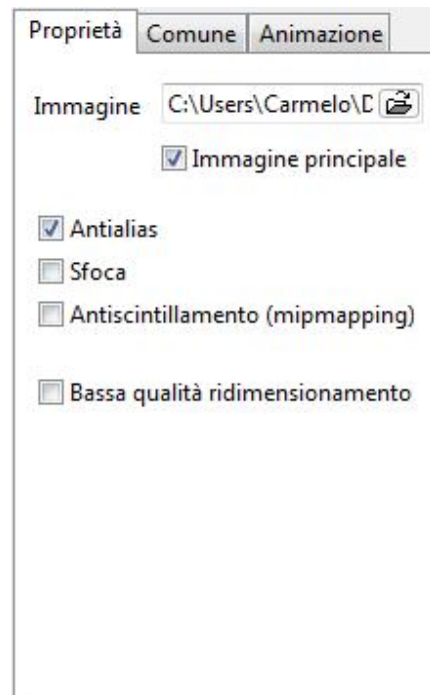 Proprietà Comune Animazione
Immagine C:\Users\Carmelo\D
Immagine principale
Antialias
Sfoca
Antiscintillamento (mipmapping)
Bassa qualità ridimensionamento